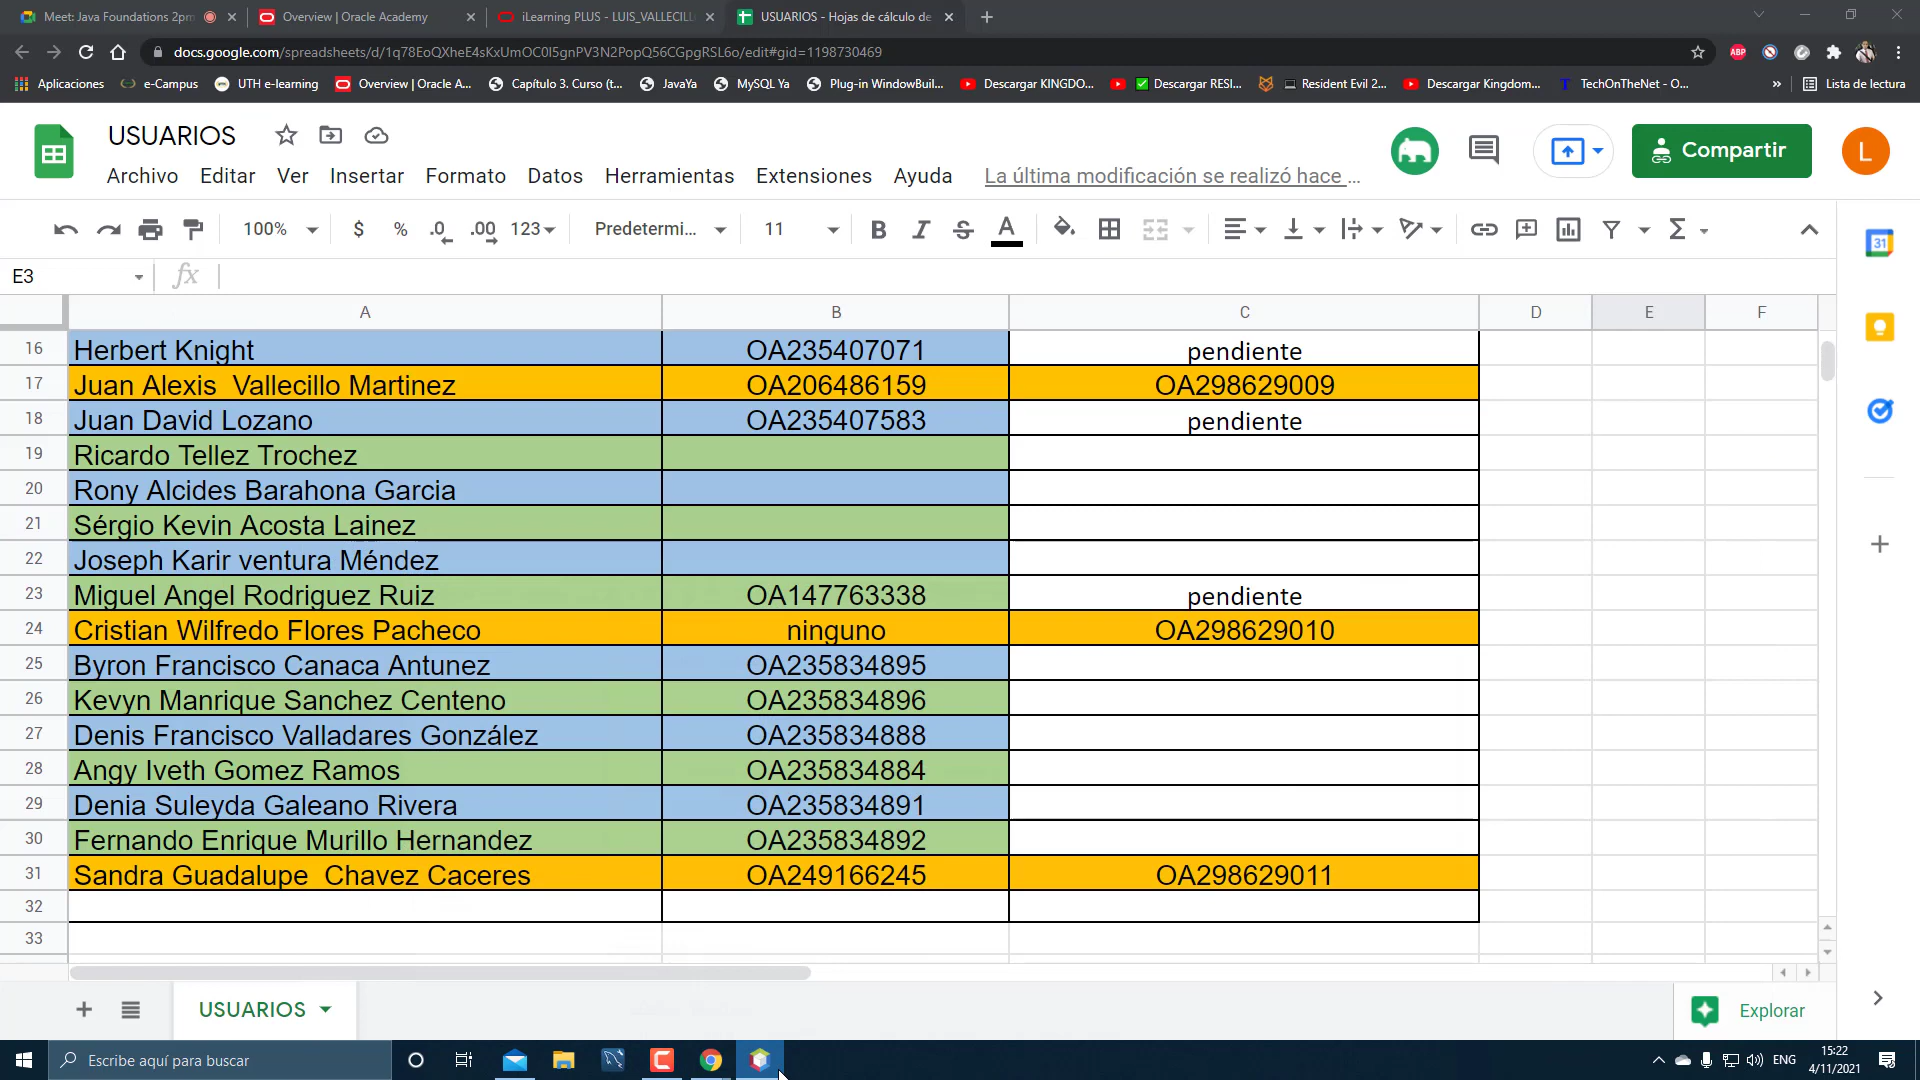 Meet: Java Foundations 2pm
Overview | Oracle Academy
iLearning PLUS - LUIS_VALLECILL
USUARIOS - Hojas de cálculo de
docs.google.com/spreadsheets/d/1q78EoQXheE4sKxUmOC0I5gnPV3N2PopQ56CGpgRSL6o/edit#gid=1198730469
ABP
Aplicaciones
e-Campus
UTH e-learning
Overview | Oracle A...
Capítulo 3. Curso (t...
JavaYa
MySQL Ya
Plug-in WindowBuil...
Descargar KINGDO...
Descargar RESI...
Resident Evil 2...
Descargar Kingdom...
TechOnTheNet - O...
»
Lista de lectura
USUARIOS
Compartir
L
Archivo Editar Ver Insertar Formato Datos Herramientas Extensiones Ayuda La última modificación se realizó hace ...
100% $ % .0 .00 123 Predetermi... 11 B I S A Σ
31
E3 fx
A B C D E F
16 Herbert Knight OA235407071 pendiente
17 Juan Alexis Vallecillo Martinez OA206486159 OA298629009
18 Juan David Lozano OA235407583 pendiente
19 Ricardo Tellez Trochez
20 Rony Alcides Barahona Garcia
21 Sérgio Kevin Acosta Lainez
22 Joseph Karir ventura Méndez
23 Miguel Angel Rodriguez Ruiz OA147763338 pendiente
24 Cristian Wilfredo Flores Pacheco ninguno OA298629010
25 Byron Francisco Canaca Antunez OA235834895
26 Kevyn Manrique Sanchez Centeno OA235834896
27 Denis Francisco Valladares González OA235834888
28 Angy Iveth Gomez Ramos OA235834884
29 Denia Suleyda Galeano Rivera OA235834891
30 Fernando Enrique Murillo Hernandez OA235834892
31 Sandra Guadalupe Chavez Caceres OA249166245 OA298629011
32
33
USUARIOS
Explorar
Escribe aquí para buscar
ENG
15:22
4/11/2021